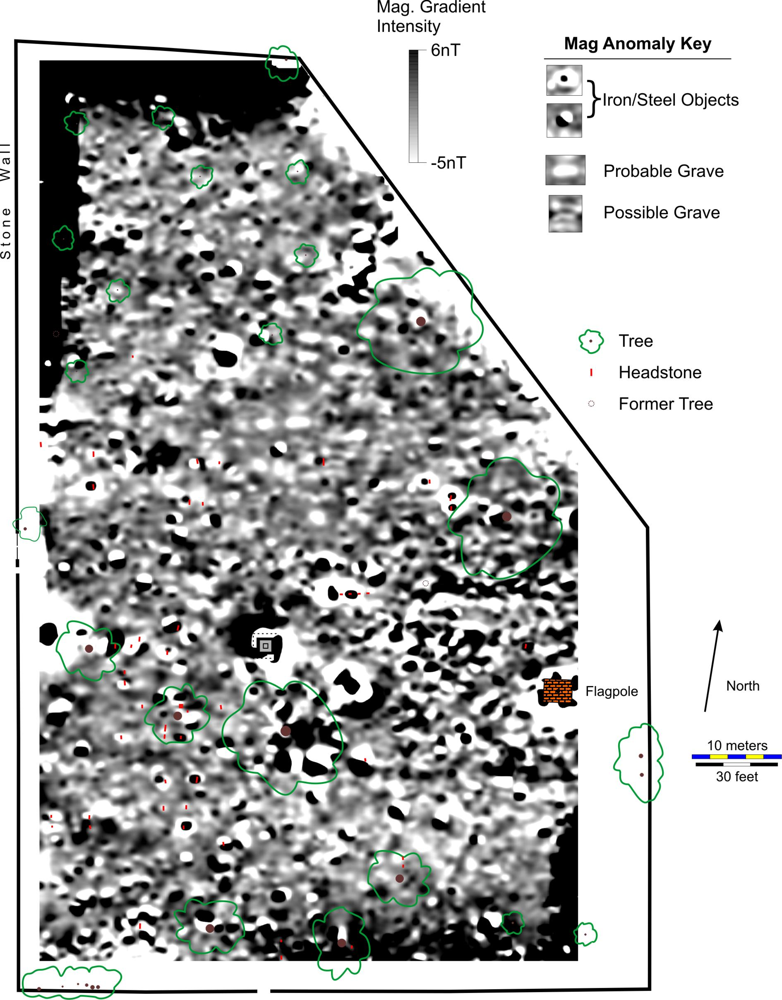 Mag. Gradient
Intensity
6nT
-5nT
Mag Anomaly Key
Iron/Steel Objects
Probable Grave
Possible Grave
Stone Wall
Tree
Headstone
Former Tree
Flagpole
North
10 meters
30 feet